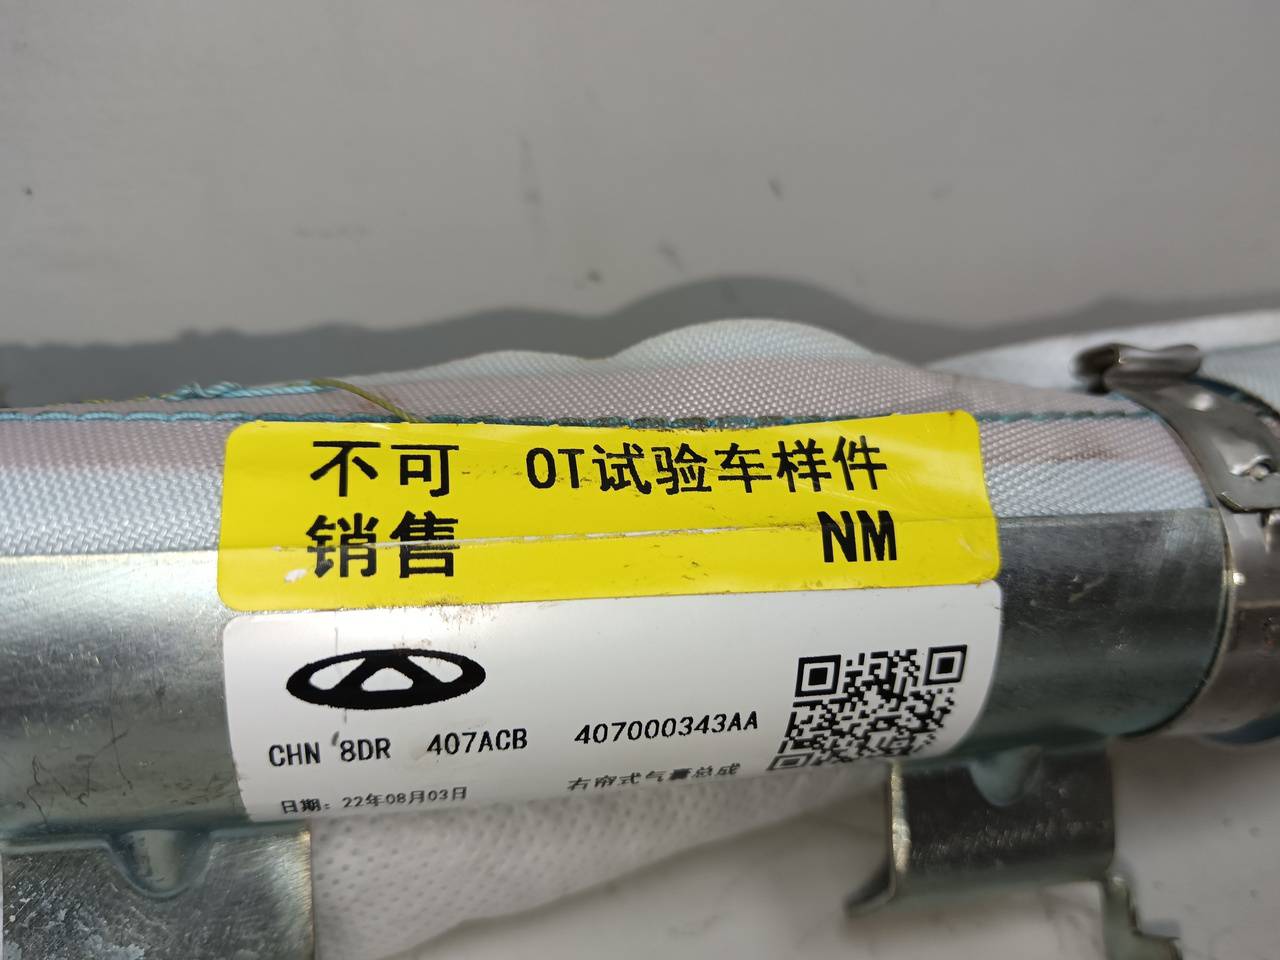 不可 OT试验车样件
销售 NM
CHN 8DR 407ACB 407000343AA
日期: 22年08月03日 右帘式气囊总成